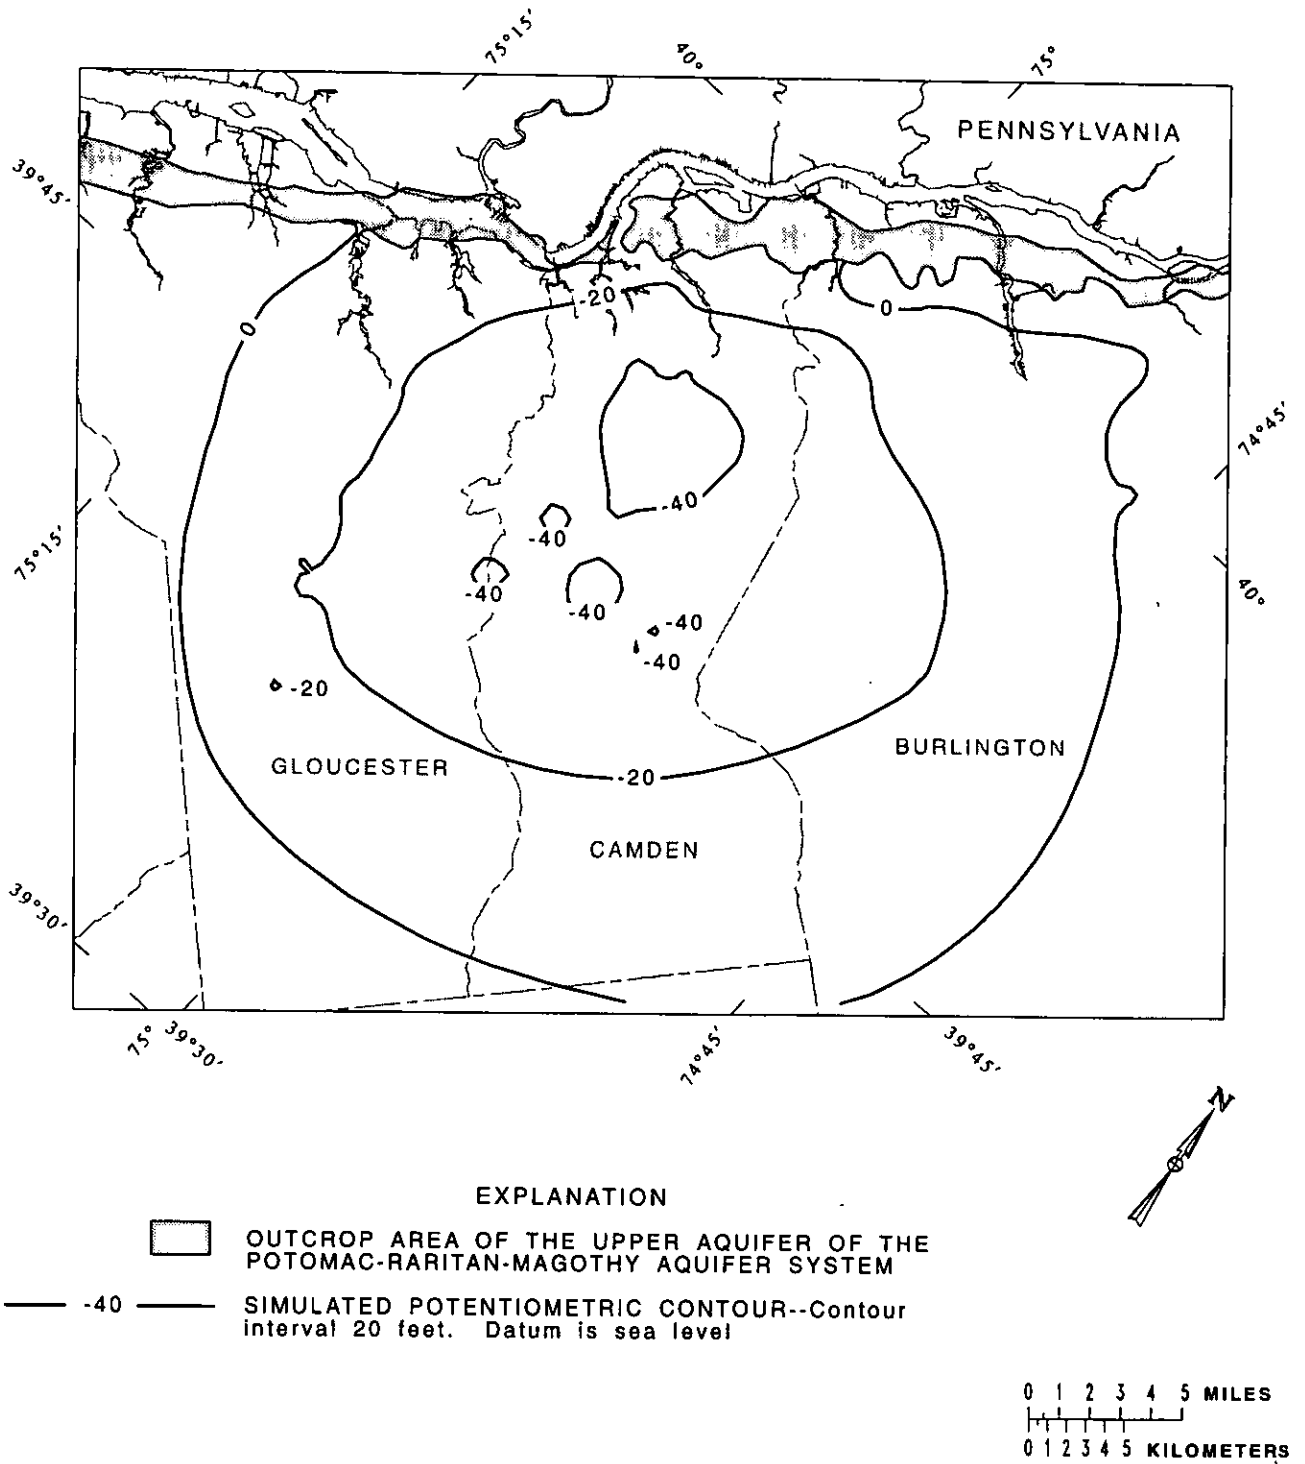 75°15′
40°
75°
PENNSYLVANIA
39°45′
-20
0
0
74°45′
-40
75°15′
-40
-40
-40
40°
-40
-40
-20
BURLINGTON
GLOUCESTER
-20
CAMDEN
39°30′
75°
39°30′
74°45′
39°45′
N
EXPLANATION
OUTCROP AREA OF THE UPPER AQUIFER OF THE
POTOMAC-RARITAN-MAGOTHY AQUIFER SYSTEM
-40
SIMULATED POTENTIOMETRIC CONTOUR--Contour
interval 20 feet. Datum is sea level
0 1 2 3 4 5 MILES
0 1 2 3 4 5 KILOMETERS